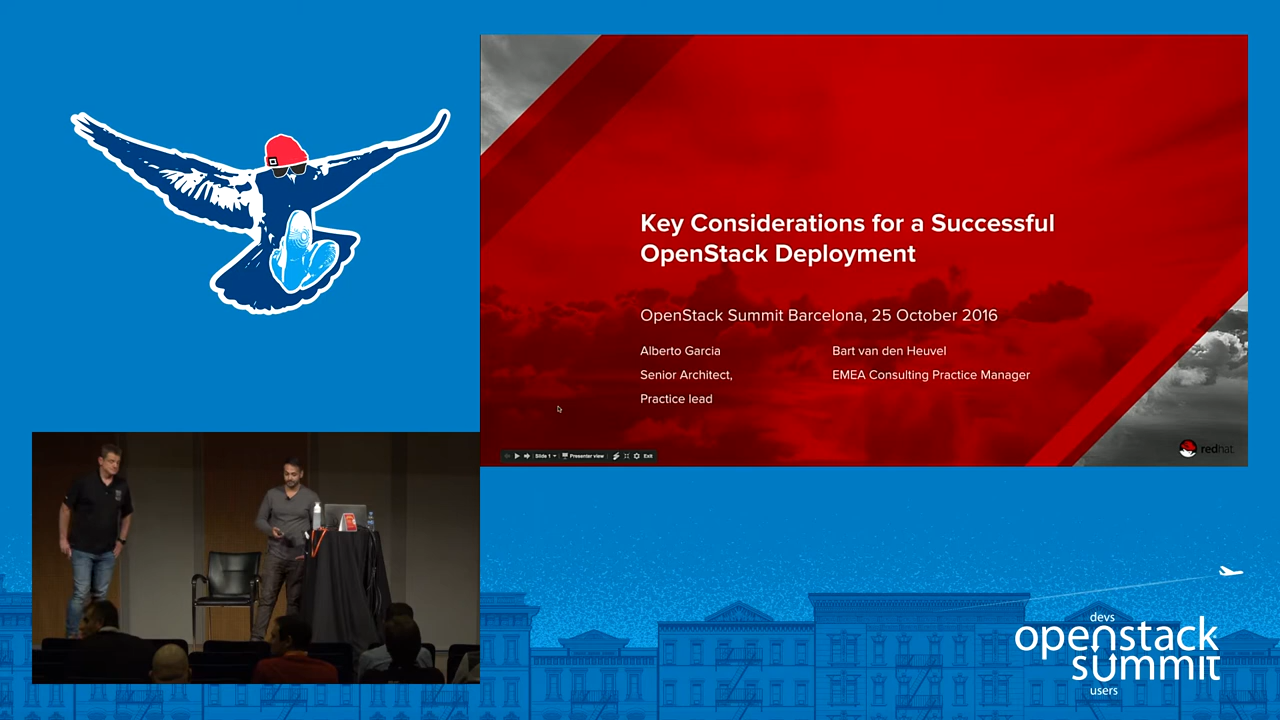 Key Considerations for a Successful
OpenStack Deployment
OpenStack Summit Barcelona, 25 October 2016
Alberto Garcia
Senior Architect,
Practice lead
Bart van den Heuvel
EMEA Consulting Practice Manager
Slide 1
Presenter view
Exit
redhat
devs
openstack
summit
users